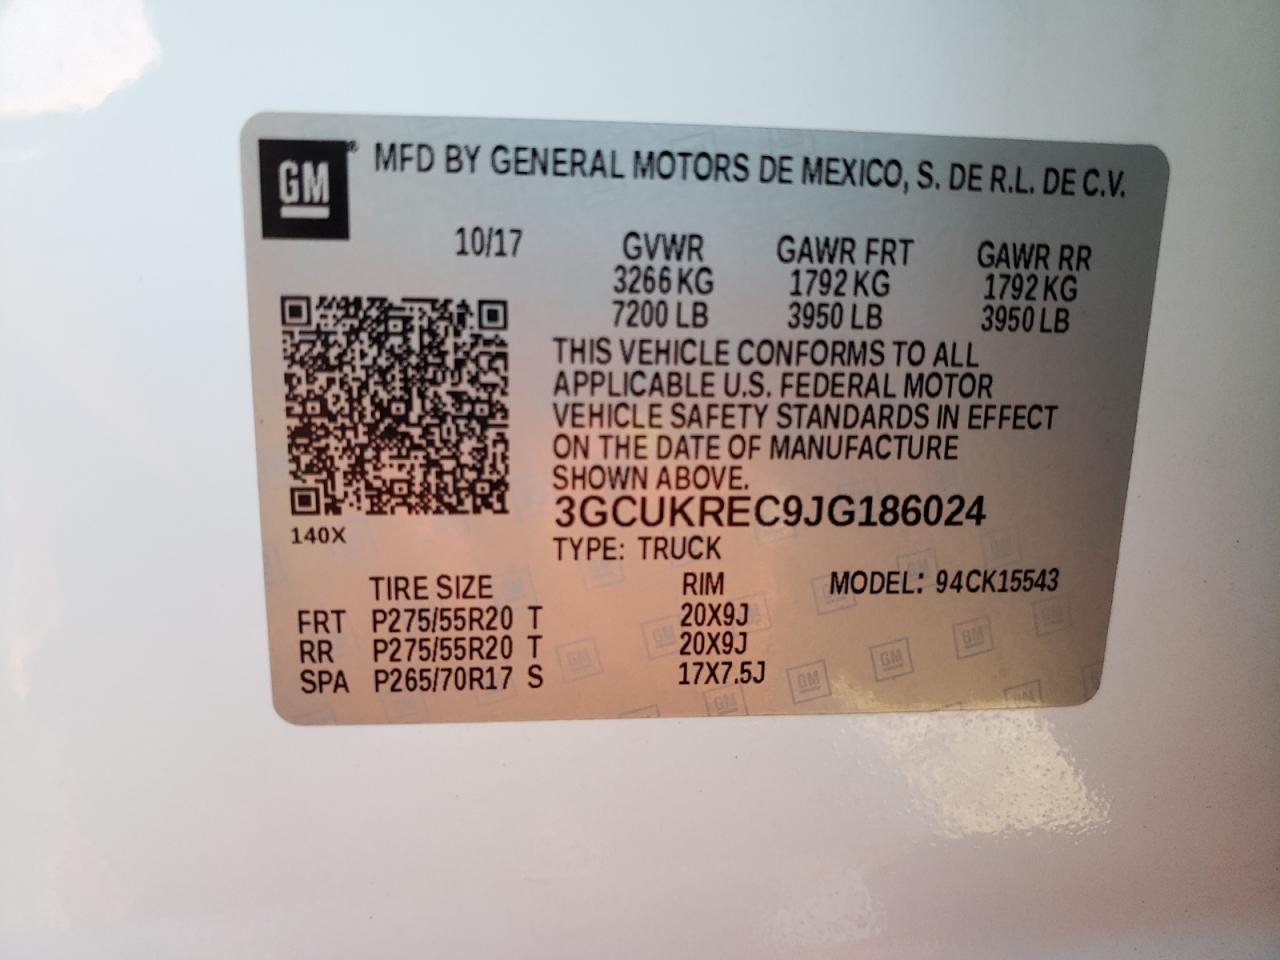 GM® MFD BY GENERAL MOTORS DE MEXICO, S. DE R.L. DE C.V.
10/17 GVWR GAWR FRT GAWR RR
3266 KG 1792 KG 1792 KG
7200 LB 3950 LB 3950 LB
THIS VEHICLE CONFORMS TO ALL
APPLICABLE U.S. FEDERAL MOTOR
VEHICLE SAFETY STANDARDS IN EFFECT
ON THE DATE OF MANUFACTURE
SHOWN ABOVE.
3GCUKREC9JG186024
140X
TYPE: TRUCK
TIRE SIZE RIM MODEL: 94CK15543
FRT P275/55R20 T 20X9J
RR P275/55R20 T 20X9J
SPA P265/70R17 S 17X7.5J